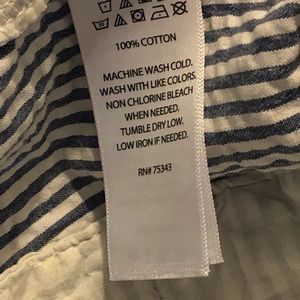 100% COTTON
MACHINE WASH COLD.
WASH WITH LIKE COLORS.
NON CHLORINE BLEACH
WHEN NEEDED.
TUMBLE DRY LOW.
LOW IRON IF NEEDED.
RN# 75343